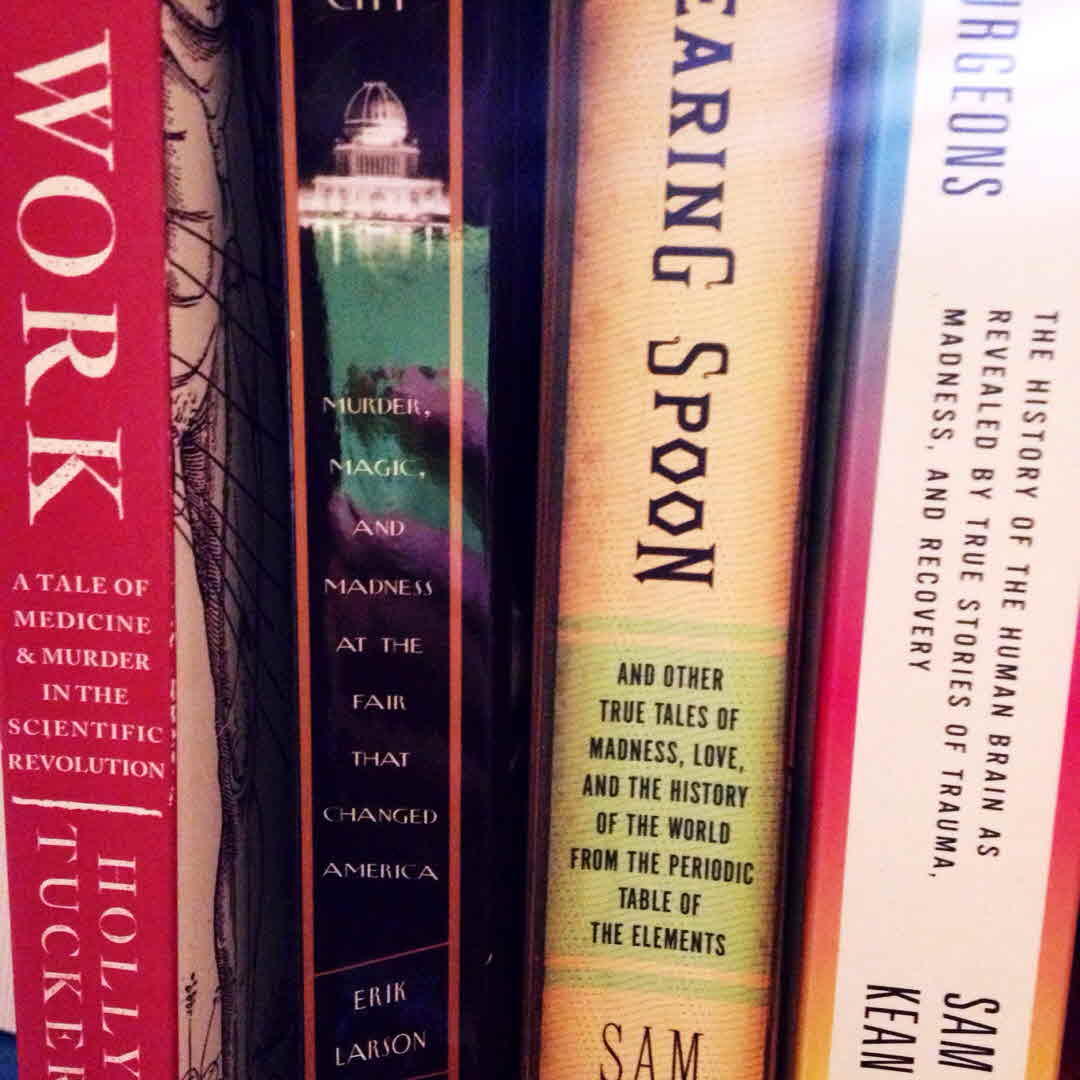 WORK
A TALE OF
MEDICINE
& MURDER
IN THE
SCIENTIFIC
REVOLUTION
HOLLY
TUCKER
CITY
MURDER,
MAGIC,
AND
MADNESS
AT THE
FAIR
THAT
CHANGED
AMERICA
ERIK
LARSON
EARING SPOON
AND OTHER
TRUE TALES OF
MADNESS, LOVE,
AND THE HISTORY
OF THE WORLD
FROM THE PERIODIC
TABLE OF
THE ELEMENTS
SAM
URGEONS
THE HISTORY OF THE HUMAN BRAIN AS
REVEALED BY TRUE STORIES OF TRAUMA,
MADNESS, AND RECOVERY
SAM
KEAN